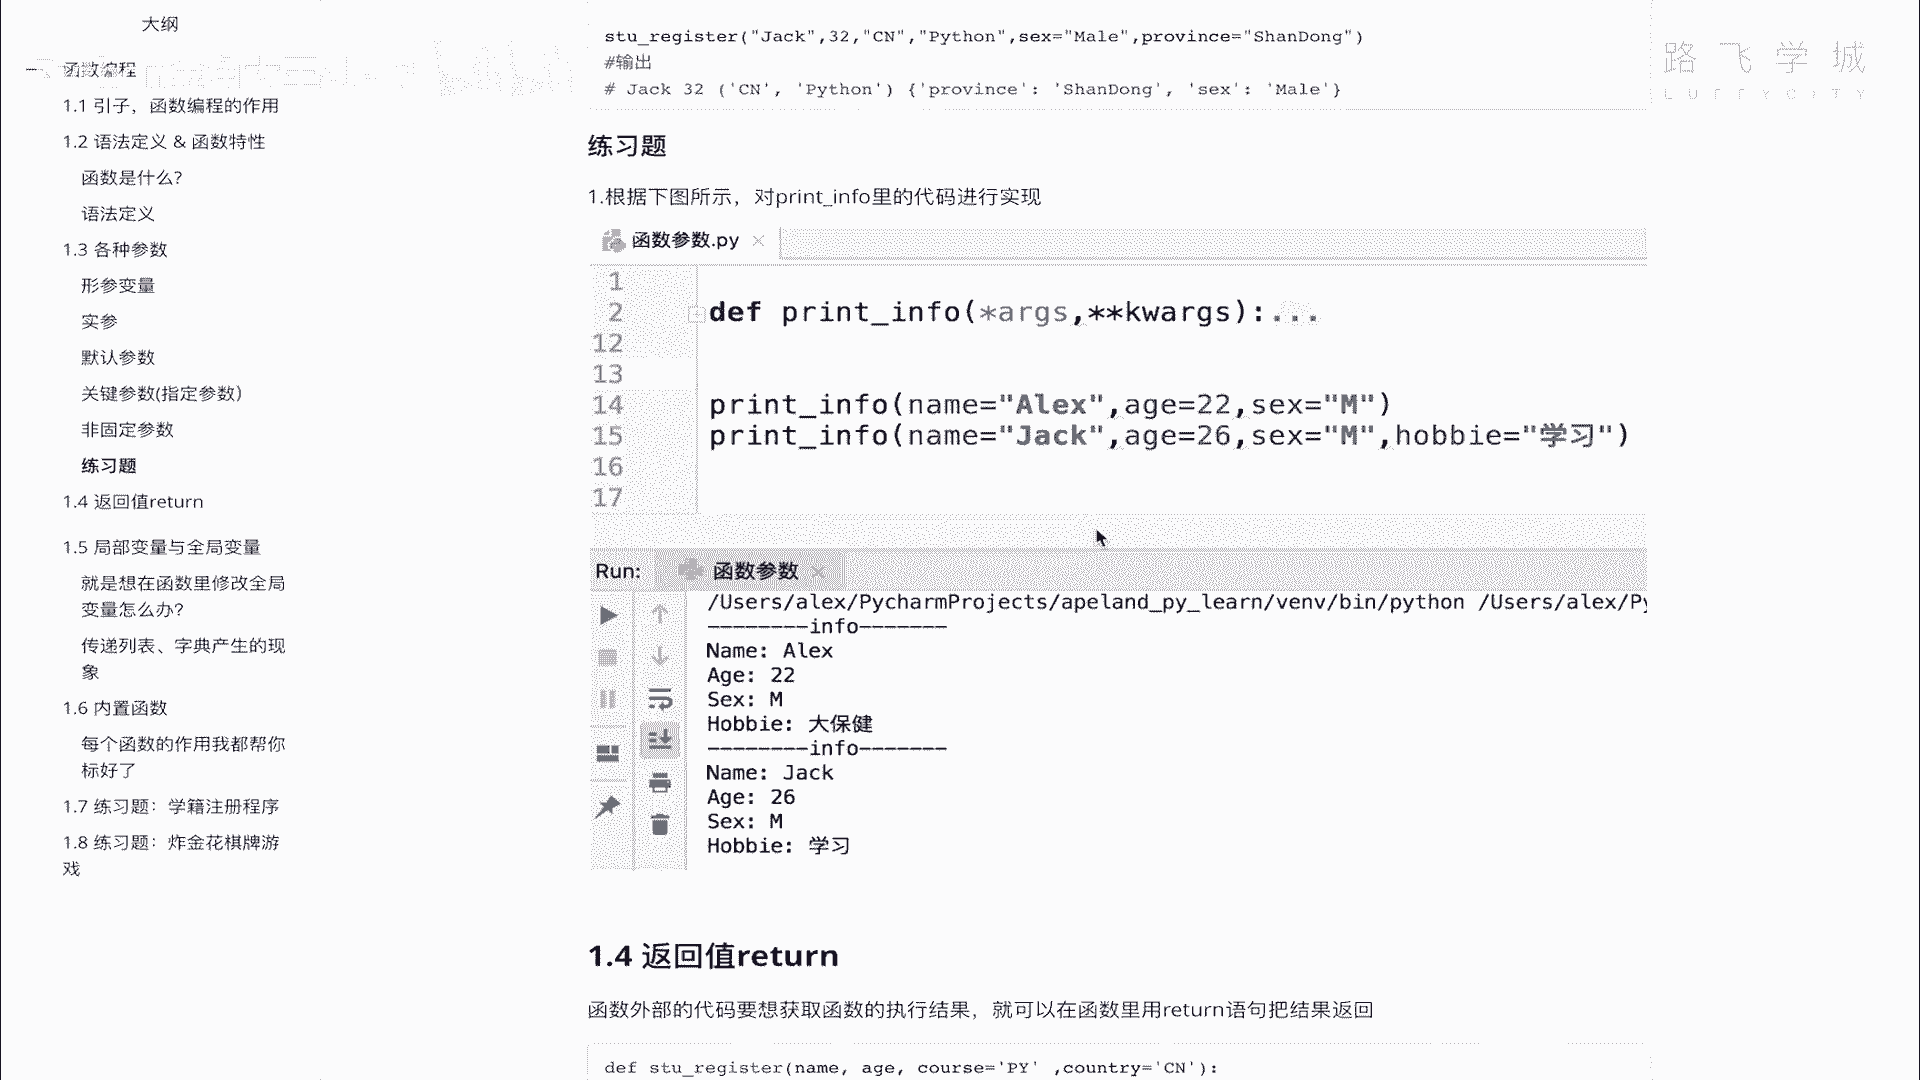 大纲
函数编程
1.1 引子，函数编程的作用
1.2 语法定义 & 函数特性
函数是什么?
语法定义
1.3 各种参数
形参变量
实参
默认参数
关键参数(指定参数)
非固定参数
练习题
1.4 返回值return
1.5 局部变量与全局变量
就是想在函数里修改全局
变量怎么办?
传递列表、字典产生的现
象
1.6 内置函数
每个函数的作用我都帮你
标好了
1.7 练习题：学籍注册程序
1.8 练习题：炸金花棋牌游
戏
stu_register("Jack",32,"CN","Python",sex="Male",province="ShanDong")
#输出
# Jack 32 ('CN', 'Python') {'province': 'ShanDong', 'sex': 'Male'}
练习题
1.根据下图所示，对print_info里的代码进行实现
函数参数.py ×
1
2 def print_info(*args,**kwargs):...
12
13
14 print_info(name="Alex",age=22,sex="M")
15 print_info(name="Jack",age=26,sex="M",hobbie="学习")
16
17
Run: 函数参数 ×
/Users/alex/PycharmProjects/apeland_py_learn/venv/bin/python /Users/alex/Py
--------info-------
Name: Alex
Age: 22
Sex: M
Hobbie: 大保健
--------info-------
Name: Jack
Age: 26
Sex: M
Hobbie: 学习
1.4 返回值return
函数外部的代码要想获取函数的执行结果，就可以在函数里用return语句把结果返回
def stu_register(name, age, course='PY' ,country='CN'):
路飞学城
LUFFYCITY